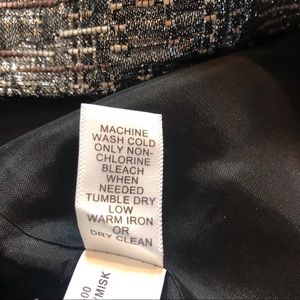 MACHINE
WASH COLD
ONLY NON-
CHLORINE
BLEACH
WHEN
NEEDED
TUMBLE DRY
LOW
WARM IRON
OR
DRY CLEAN